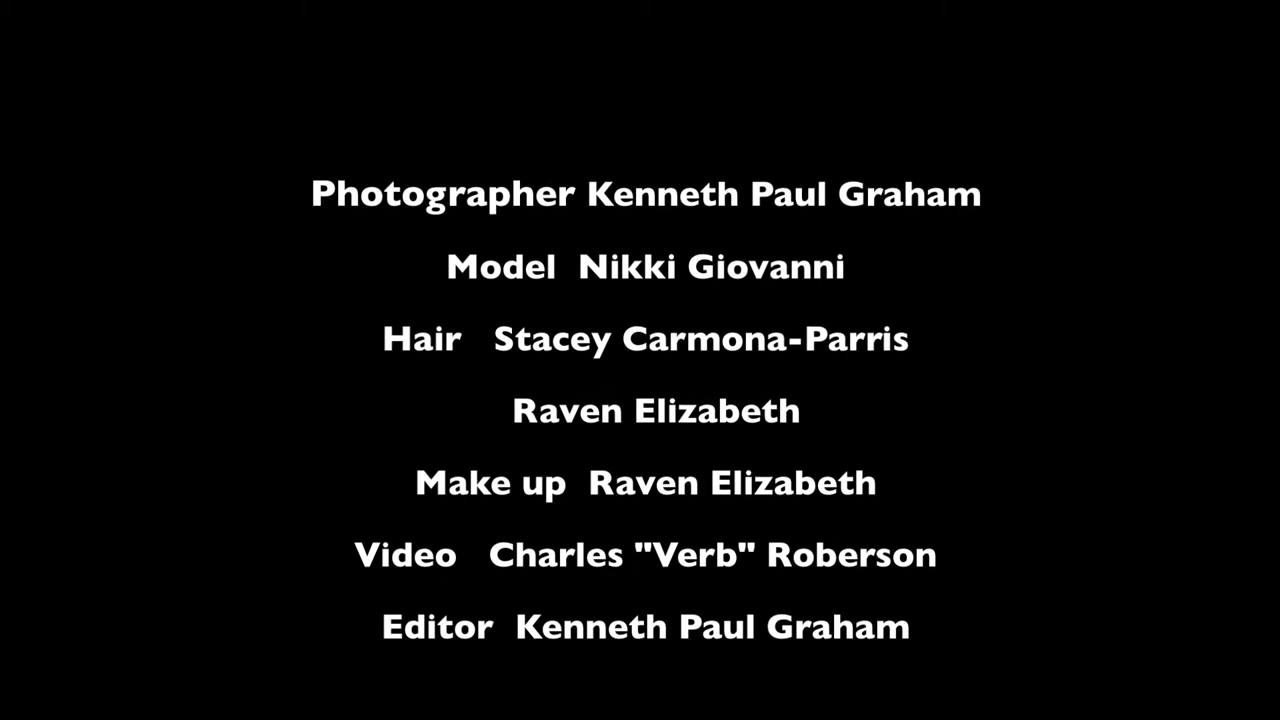 Photographer Kenneth Paul Graham
Model  Nikki Giovanni
Hair   Stacey Carmona-Parris
Raven Elizabeth
Make up  Raven Elizabeth
Video   Charles "Verb" Roberson
Editor  Kenneth Paul Graham